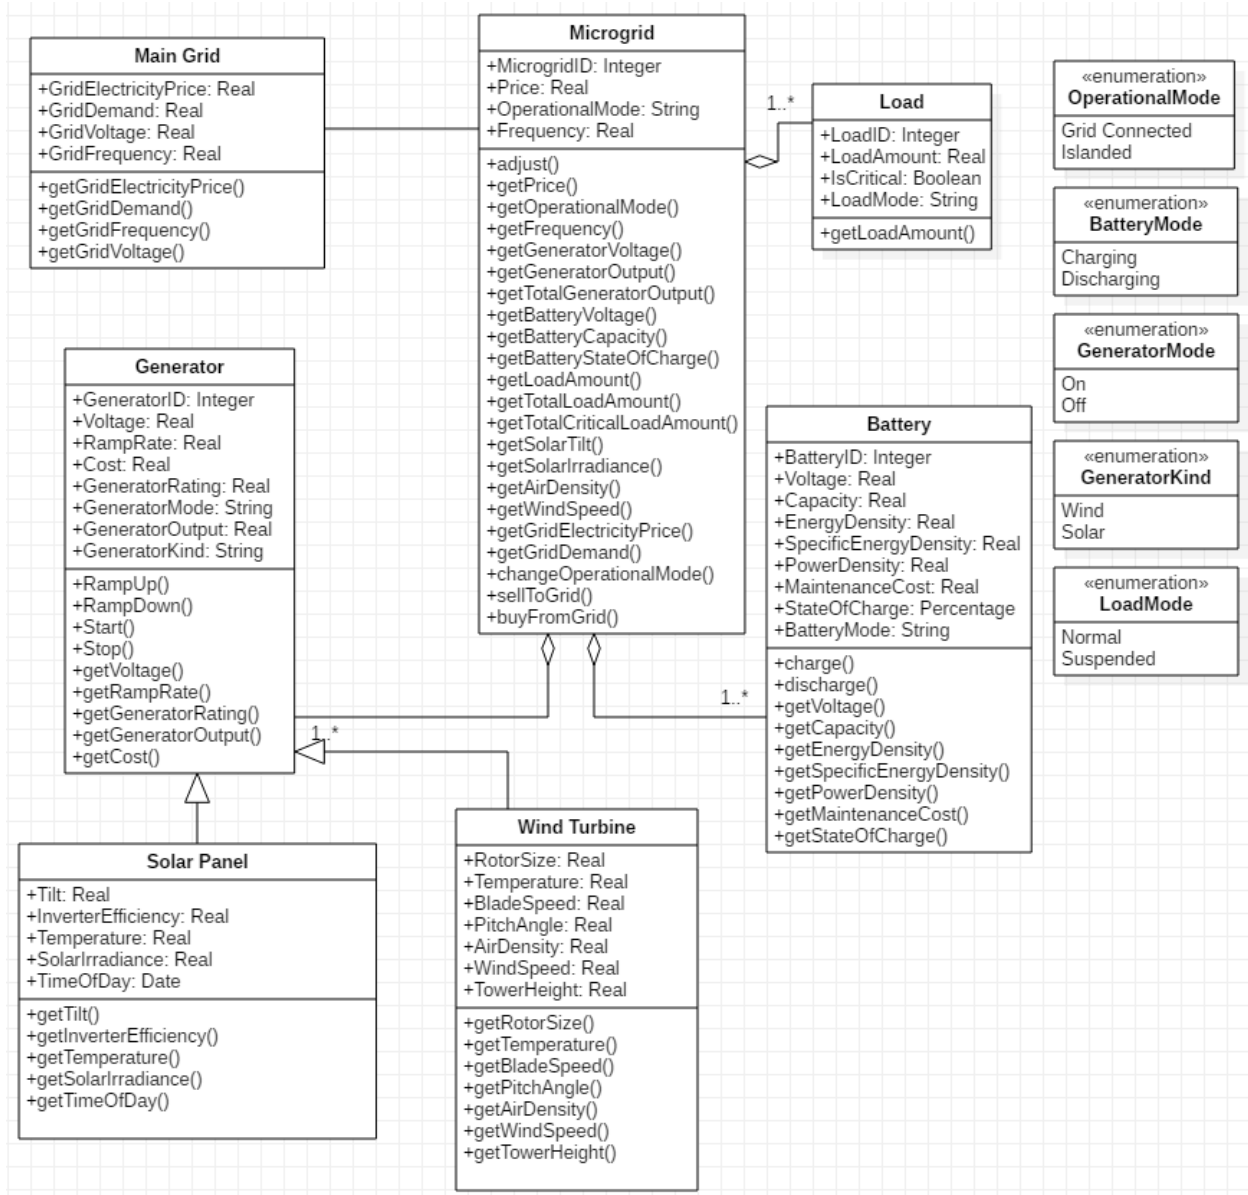 Main Grid
+GridElectricityPrice: Real
+GridDemand: Real
+GridVoltage: Real
+GridFrequency: Real
+getGridElectricityPrice()
+getGridDemand()
+getGridFrequency()
+getGridVoltage()
Microgrid
+MicrogridID: Integer
+Price: Real
+OperationalMode: String
+Frequency: Real
+adjust()
+getPrice()
+getOperationalMode()
+getFrequency()
+getGeneratorVoltage()
+getGeneratorOutput()
+getTotalGeneratorOutput()
+getBatteryVoltage()
+getBatteryCapacity()
+getBatteryStateOfCharge()
+getLoadAmount()
+getTotalLoadAmount()
+getTotalCriticalLoadAmount()
+getSolarTilt()
+getSolarIrradiance()
+getAirDensity()
+getWindSpeed()
+getGridElectricityPrice()
+getGridDemand()
+changeOperationalMode()
+sellToGrid()
+buyFromGrid()
1..*
Load
+LoadID: Integer
+LoadAmount: Real
+IsCritical: Boolean
+LoadMode: String
+getLoadAmount()
«enumeration»
OperationalMode
Grid Connected
Islanded
«enumeration»
BatteryMode
Charging
Discharging
«enumeration»
GeneratorMode
On
Off
«enumeration»
GeneratorKind
Wind
Solar
«enumeration»
LoadMode
Normal
Suspended
Generator
+GeneratorID: Integer
+Voltage: Real
+RampRate: Real
+Cost: Real
+GeneratorRating: Real
+GeneratorMode: String
+GeneratorOutput: Real
+GeneratorKind: String
+RampUp()
+RampDown()
+Start()
+Stop()
+getVoltage()
+getRampRate()
+getGeneratorRating()
+getGeneratorOutput()
+getCost()
1..*
1..*
Battery
+BatteryID: Integer
+Voltage: Real
+Capacity: Real
+EnergyDensity: Real
+SpecificEnergyDensity: Real
+PowerDensity: Real
+MaintenanceCost: Real
+StateOfCharge: Percentage
+BatteryMode: String
+charge()
+discharge()
+getVoltage()
+getCapacity()
+getEnergyDensity()
+getSpecificEnergyDensity()
+getPowerDensity()
+getMaintenanceCost()
+getStateOfCharge()
Solar Panel
+Tilt: Real
+InverterEfficiency: Real
+Temperature: Real
+SolarIrradiance: Real
+TimeOfDay: Date
+getTilt()
+getInverterEfficiency()
+getTemperature()
+getSolarIrradiance()
+getTimeOfDay()
Wind Turbine
+RotorSize: Real
+Temperature: Real
+BladeSpeed: Real
+PitchAngle: Real
+AirDensity: Real
+WindSpeed: Real
+TowerHeight: Real
+getRotorSize()
+getTemperature()
+getBladeSpeed()
+getPitchAngle()
+getAirDensity()
+getWindSpeed()
+getTowerHeight()